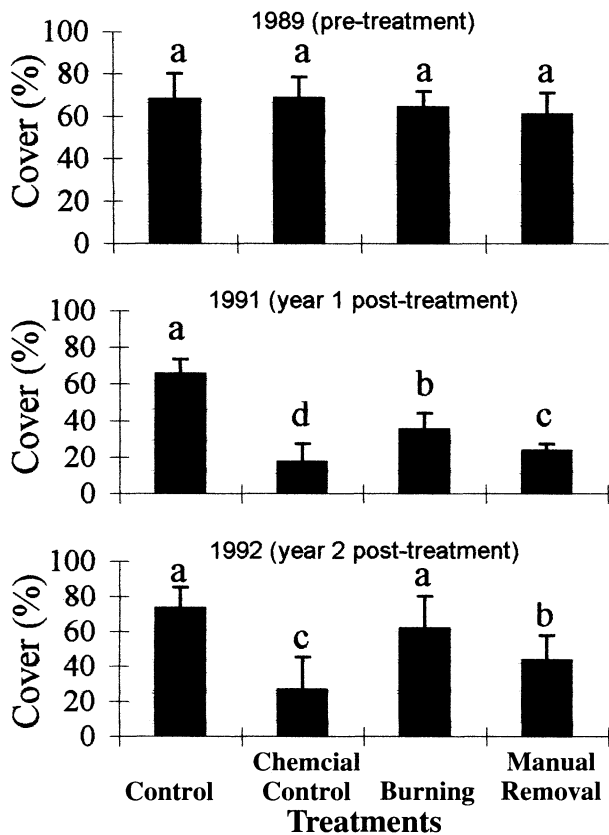 1989 (pre-treatment)
Cover (%)
100
80
60
40
20
0
a
a
a
a
1991 (year 1 post-treatment)
Cover (%)
100
80
60
40
20
0
a
d
b
c
1992 (year 2 post-treatment)
Cover (%)
100
80
60
40
20
0
a
c
a
b
Control
Chemcial
Control
Burning
Manual
Removal
Treatments